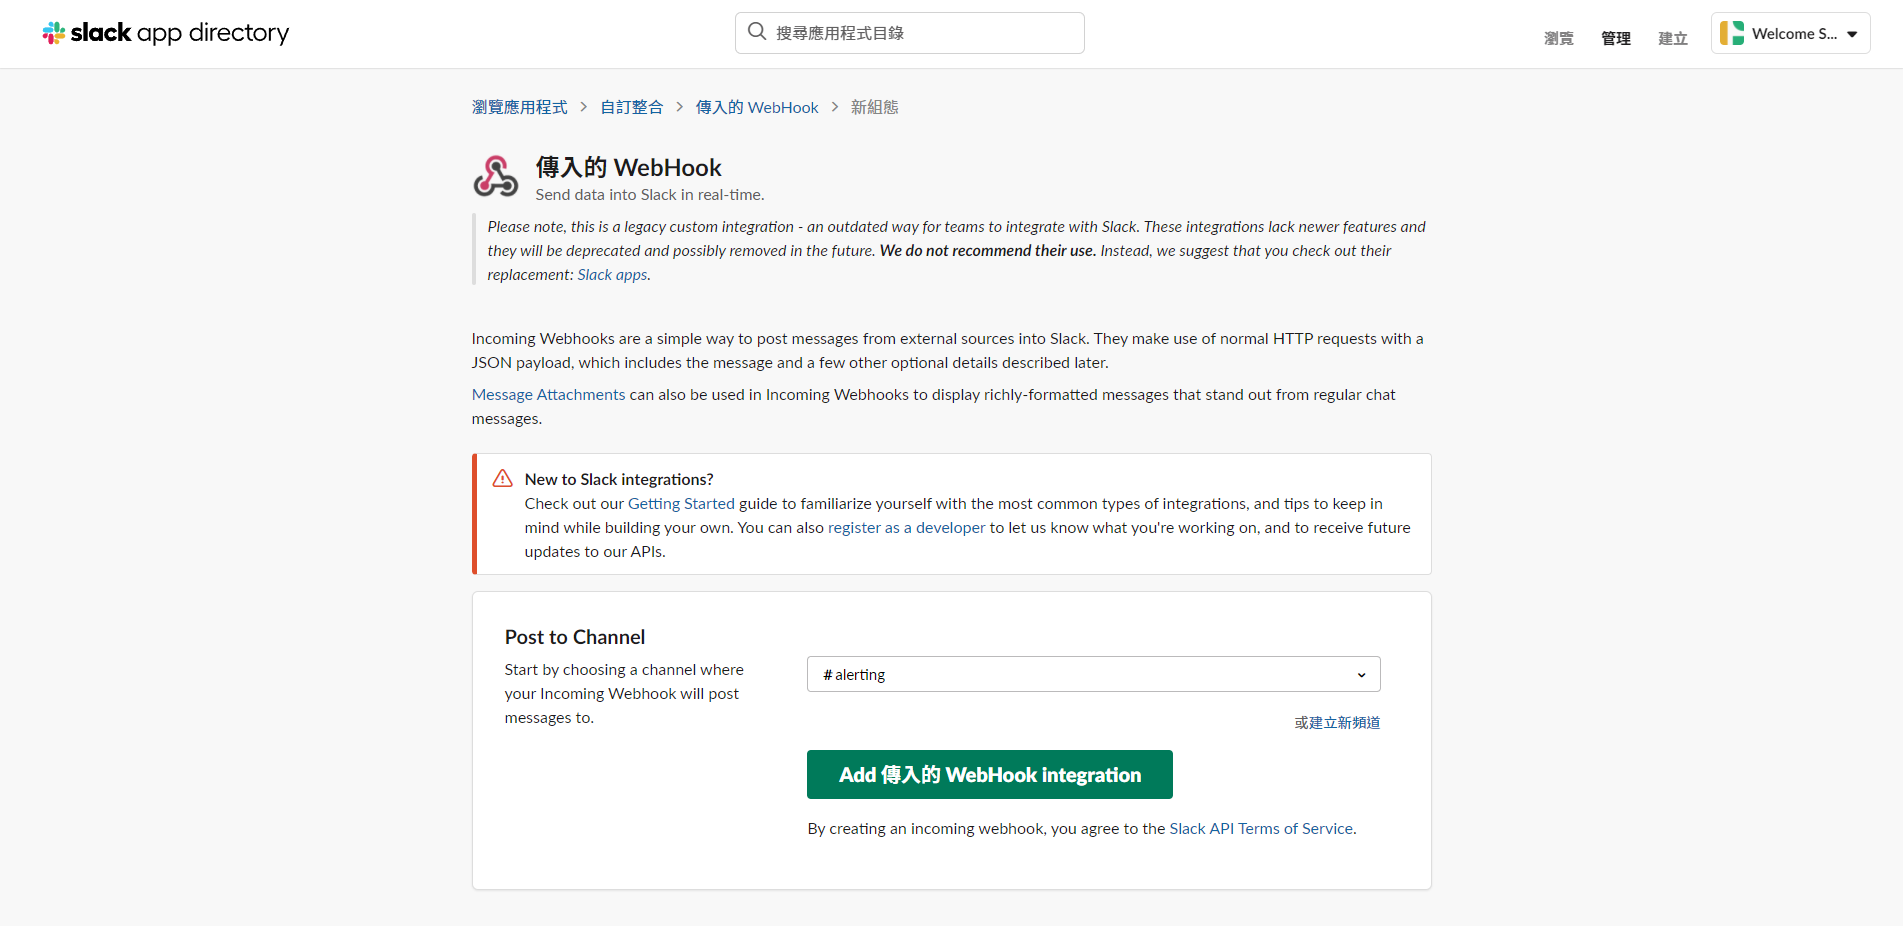 slack app directory
搜尋應用程式目錄
瀏覽 管理 建立 Welcome S...
瀏覽應用程式 > 自訂整合 > 傳入的 WebHook > 新組態
傳入的 WebHook
Send data into Slack in real-time.
Please note, this is a legacy custom integration - an outdated way for teams to integrate with Slack. These integrations lack newer features and
they will be deprecated and possibly removed in the future. We do not recommend their use. Instead, we suggest that you check out their
replacement: Slack apps.
Incoming Webhooks are a simple way to post messages from external sources into Slack. They make use of normal HTTP requests with a
JSON payload, which includes the message and a few other optional details described later.
Message Attachments can also be used in Incoming Webhooks to display richly-formatted messages that stand out from regular chat
messages.
New to Slack integrations?
Check out our Getting Started guide to familiarize yourself with the most common types of integrations, and tips to keep in
mind while building your own. You can also register as a developer to let us know what you're working on, and to receive future
updates to our APIs.
Post to Channel
Start by choosing a channel where
your Incoming Webhook will post
messages to.
# alerting
或建立新頻道
Add 傳入的 WebHook integration
By creating an incoming webhook, you agree to the Slack API Terms of Service.